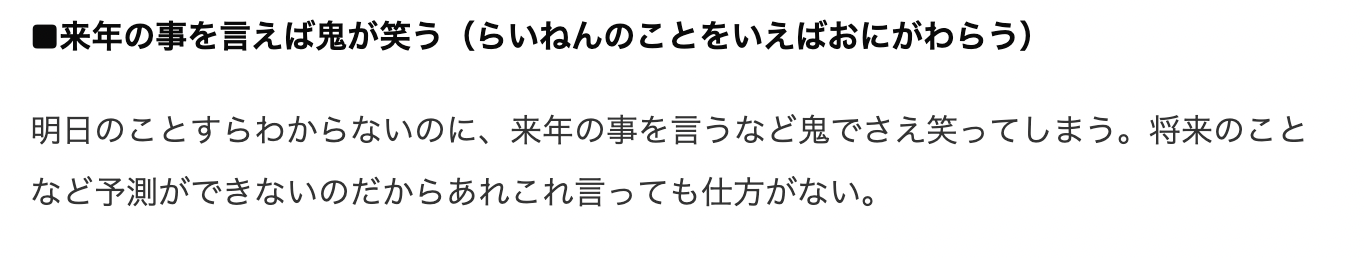 ■来年の事を言えば鬼が笑う（らいねんのことをいえばおにがわらう）
明日のことすらわからないのに、来年の事を言うなど鬼でさえ笑ってしまう。将来のこと
など予測ができないのだからあれこれ言っても仕方がない。